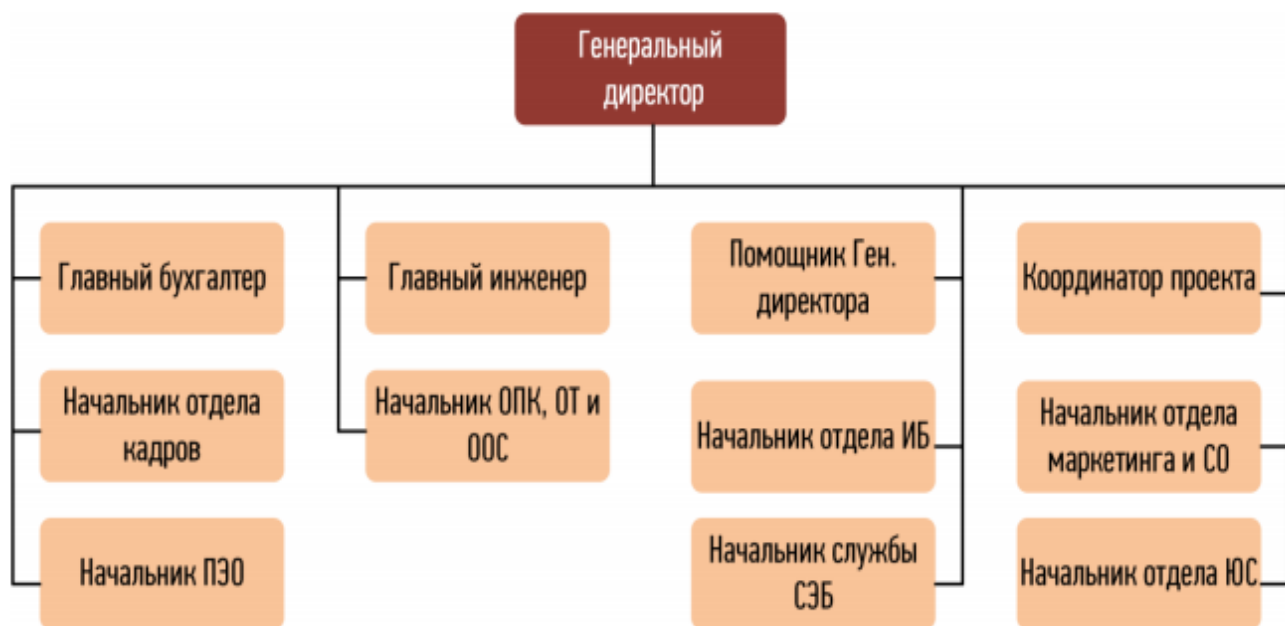 Генеральный
директор
Главный бухгалтер
Главный инженер
Помощник Ген.
директора
Координатор проекта
Начальник отдела
кадров
Начальник ОПК, ОТ и
ООС
Начальник отдела ИБ
Начальник отдела
маркетинга и СО
Начальник ПЭО
Начальник службы
СЭБ
Начальник отдела ЮС